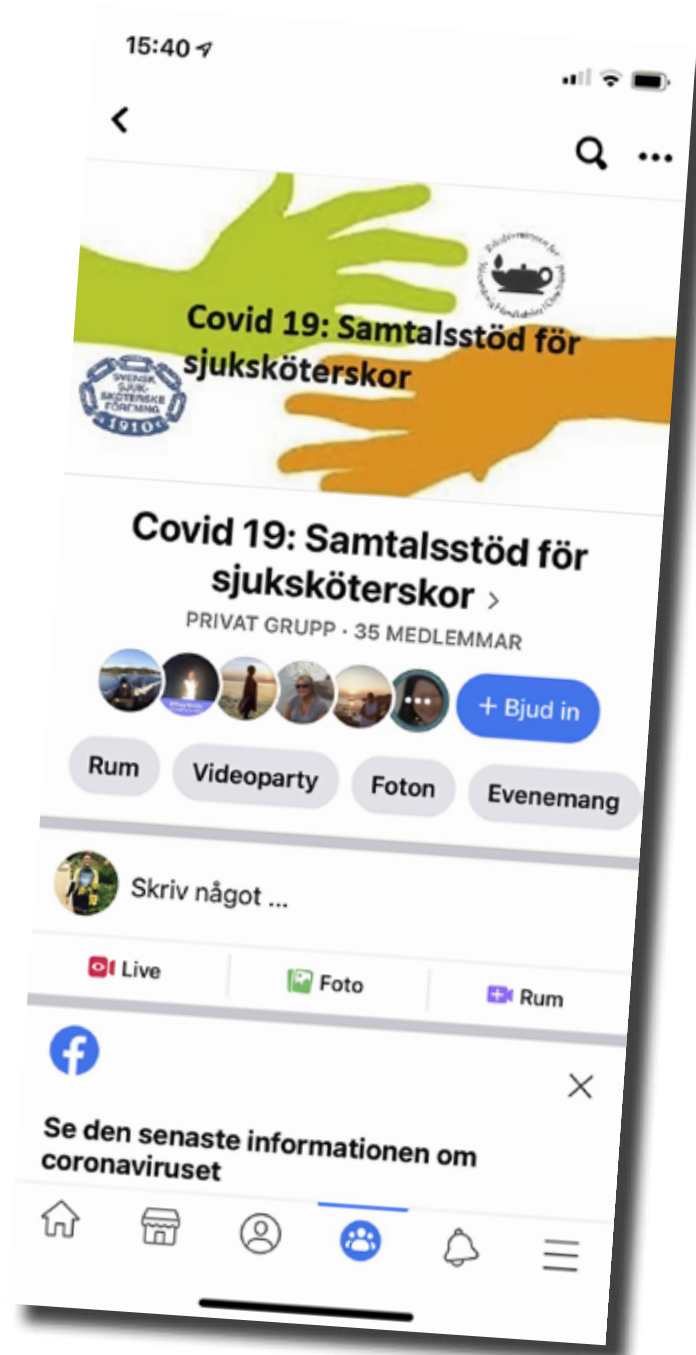 15:40
Covid 19: Samtalsstöd för
sjuksköterskor
SVENSK
SJUK-
SKÖTERSKE
FÖRENING
1910
Covid 19: Samtalsstöd för
sjuksköterskor >
PRIVAT GRUPP · 35 MEDLEMMAR
+ Bjud in
Rum
Videoparty
Foton
Evenemang
Skriv något ...
Live
Foto
Rum
Se den senaste informationen om
coronaviruset